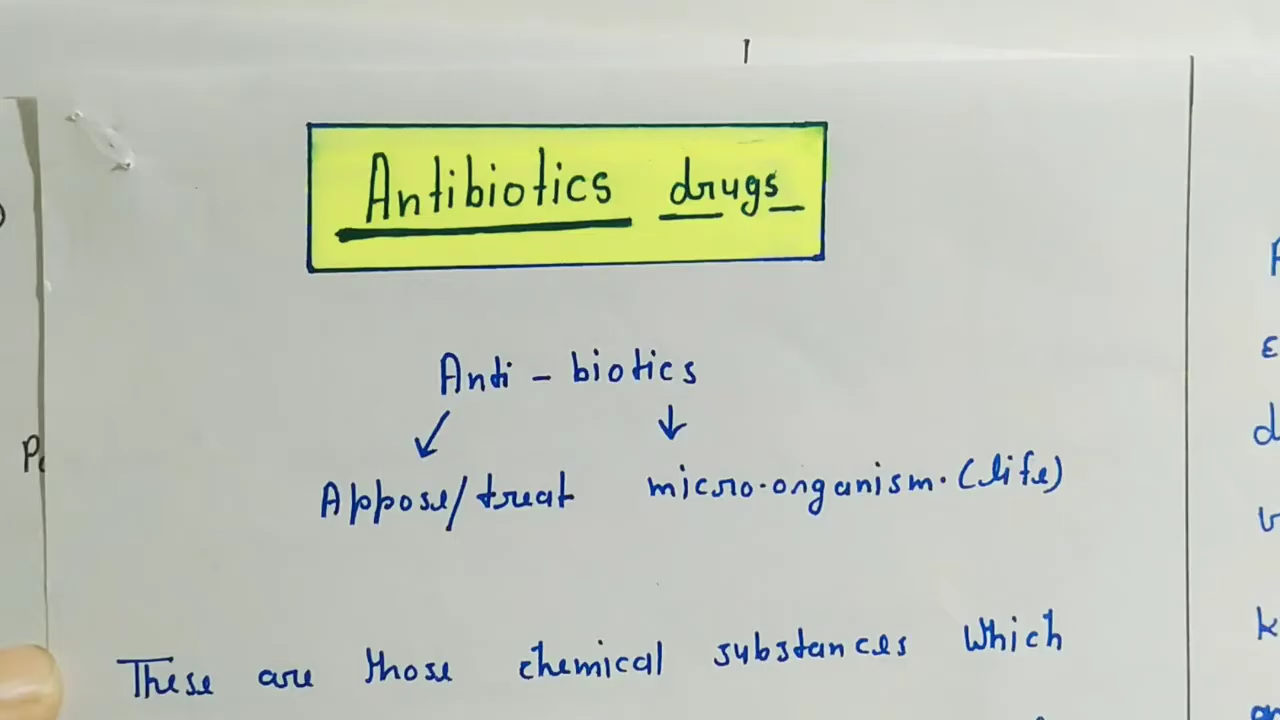 Antibiotics drugs
Anti - biotics
Appose/treat micro.organism. (life)
These are those chemical substances which